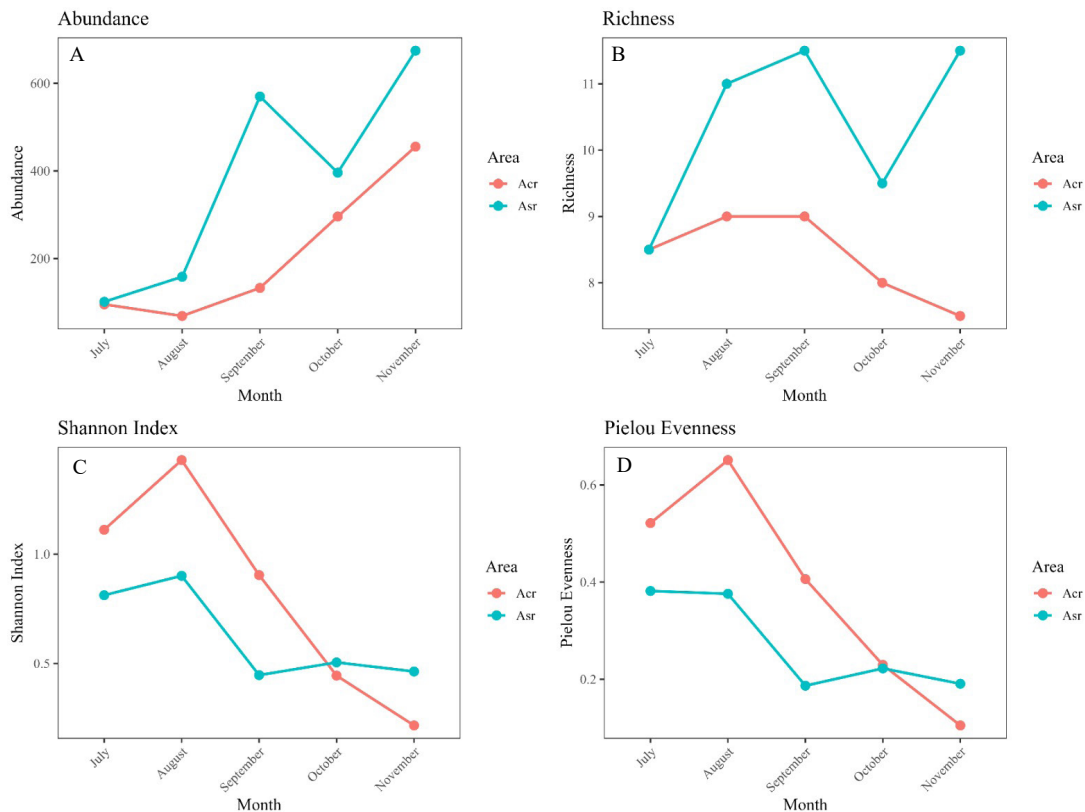 Abundance
A
Abundance
600
400
200
July
August
September
October
November
Month
Area
Acr
Asr
Richness
B
Richness
11
10
9
8
July
August
September
October
November
Month
Area
Acr
Asr
Shannon Index
C
Shannon Index
1.0
0.5
July
August
September
October
November
Month
Area
Acr
Asr
Pielou Evenness
D
Pielou Evenness
0.6
0.4
0.2
July
August
September
October
November
Month
Area
Acr
Asr